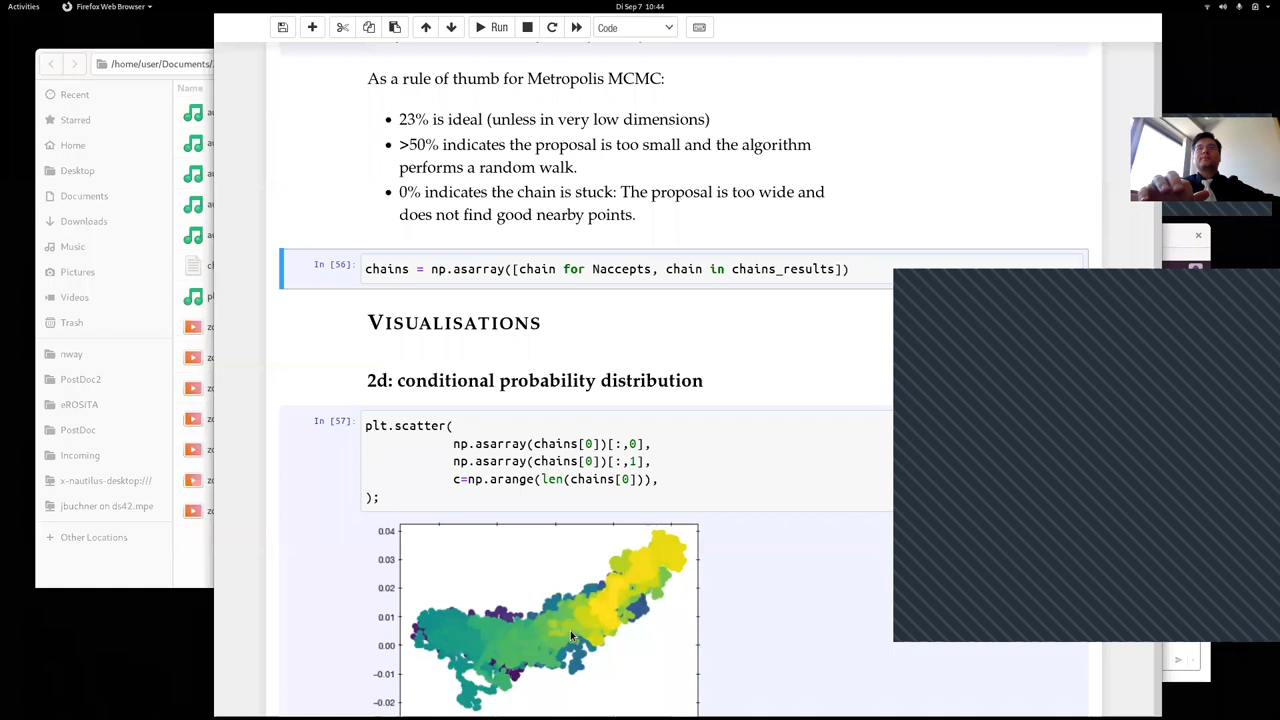 Activities
Firefox Web Browser
Di Sep 7 10:44
Run
Code
/home/user/Documents/
Name
Recent
Starred
Home
Desktop
Documents
Downloads
Music
Pictures
Videos
Trash
nway
PostDoc2
eROSITA
PostDoc
Incoming
x-nautilus-desktop:///
jbuchner on ds42.mpe
Other Locations
As a rule of thumb for Metropolis MCMC:
• 23% is ideal (unless in very low dimensions)
• >50% indicates the proposal is too small and the algorithm
performs a random walk.
• 0% indicates the chain is stuck: The proposal is too wide and
does not find good nearby points.
In [56]:
chains = np.asarray([chain for Naccepts, chain in chains_results])
VISUALISATIONS
2d: conditional probability distribution
In [57]:
plt.scatter(
np.asarray(chains[0])[:,0],
np.asarray(chains[0])[:,1],
c=np.arange(len(chains[0])),
);
0.04
0.03
0.02
0.01
0.00
−0.01
−0.02